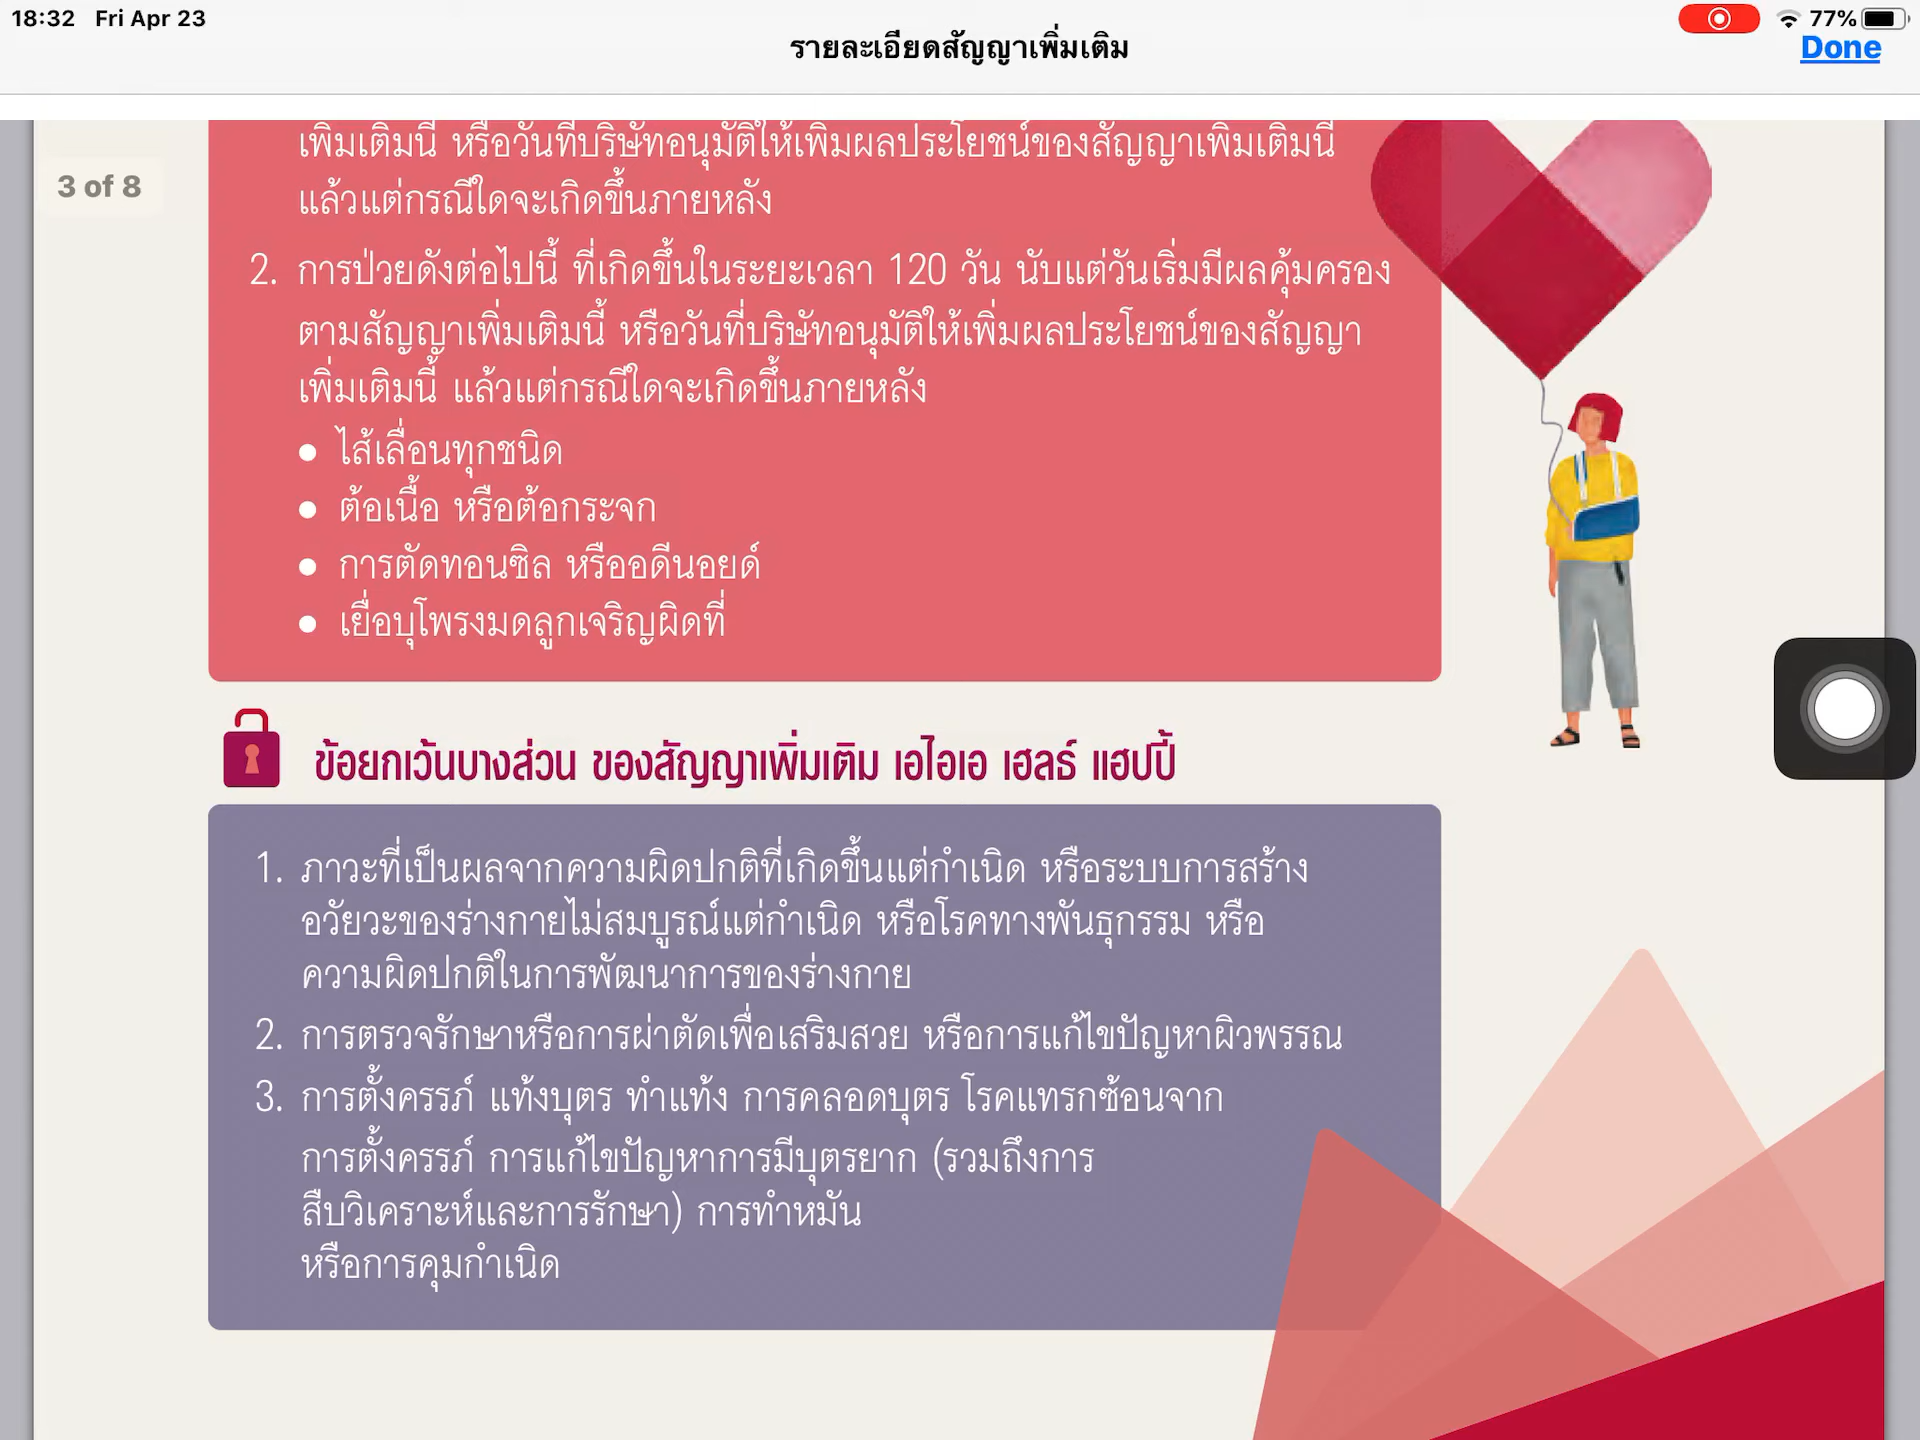 18:32 Fri Apr 23
77%
รายละเอียดสัญญาเพิ่มเติม
Done
3 of 8
เพิ่มเติมนี้ หรือวันที่บริษัทอนุมัติให้เพิ่มผลประโยชน์ของสัญญาเพิ่มเติมนี้
แล้วแต่กรณีใดจะเกิดขึ้นภายหลัง
2. การป่วยดังต่อไปนี้ ที่เกิดขึ้นในระยะเวลา 120 วัน นับแต่วันเริ่มมีผลคุ้มครอง
ตามสัญญาเพิ่มเติมนี้ หรือวันที่บริษัทอนุมัติให้เพิ่มผลประโยชน์ของสัญญา
เพิ่มเติมนี้ แล้วแต่กรณีใดจะเกิดขึ้นภายหลัง
● ไส้เลื่อนทุกชนิด
● ต้อเนื้อ หรือต้อกระจก
● การตัดทอนซิล หรืออดีนอยด์
● เยื่อบุโพรงมดลูกเจริญผิดที่
ข้อยกเว้นบางส่วน ของสัญญาเพิ่มเติม เอไอเอ เฮลธ์ แฮปปี้
1. ภาวะที่เป็นผลจากความผิดปกติที่เกิดขึ้นแต่กำเนิด หรือระบบการสร้าง
อวัยวะของร่างกายไม่สมบูรณ์แต่กำเนิด หรือโรคทางพันธุกรรม หรือ
ความผิดปกติในการพัฒนาการของร่างกาย
2. การตรวจรักษาหรือการผ่าตัดเพื่อเสริมสวย หรือการแก้ไขปัญหาผิวพรรณ
3. การตั้งครรภ์ แท้งบุตร ทำแท้ง การคลอดบุตร โรคแทรกซ้อนจาก
การตั้งครรภ์ การแก้ไขปัญหาการมีบุตรยาก (รวมถึงการ
สืบวิเคราะห์และการรักษา) การทำหมัน
หรือการคุมกำเนิด